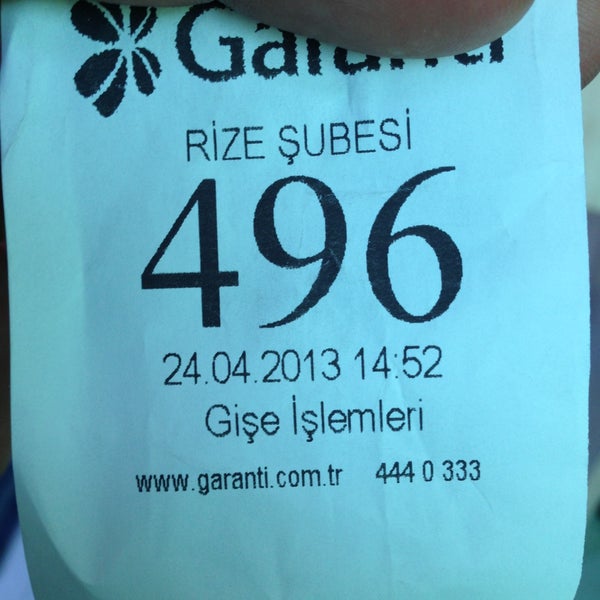 Garanti
RİZE ŞUBESİ
496
24.04.2013 14:52
Gişe İşlemleri
www.garanti.com.tr 444 0 333